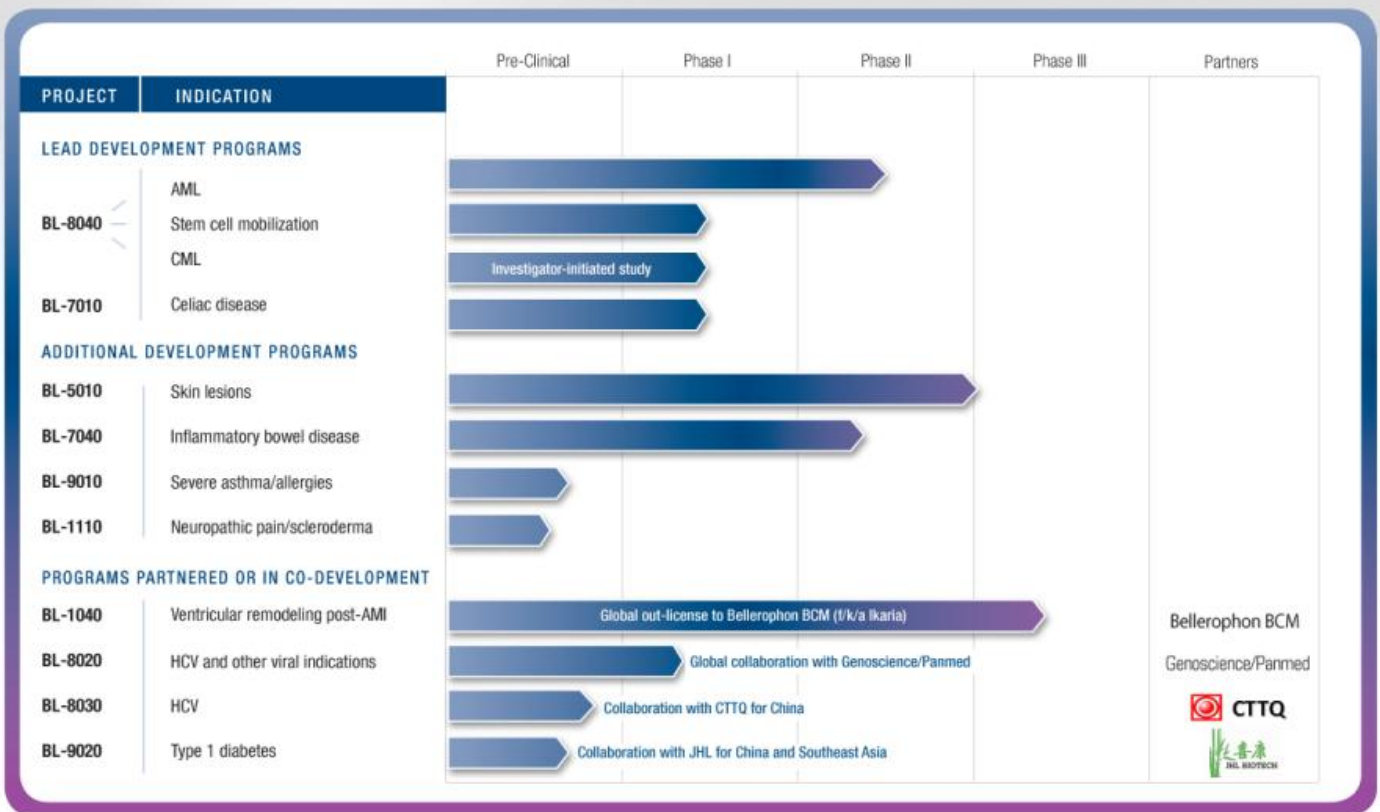 Pre-Clinical Phase I Phase II Phase III Partners
PROJECT INDICATION
LEAD DEVELOPMENT PROGRAMS
AML
BL-8040 Stem cell mobilization
CML Investigator-initiated study
BL-7010 Celiac disease
ADDITIONAL DEVELOPMENT PROGRAMS
BL-5010 Skin lesions
BL-7040 Inflammatory bowel disease
BL-9010 Severe asthma/allergies
BL-1110 Neuropathic pain/scleroderma
PROGRAMS PARTNERED OR IN CO-DEVELOPMENT
BL-1040 Ventricular remodeling post-AMI Global out-license to Bellerophon BCM (f/k/a Ikaria) Bellerophon BCM
BL-8020 HCV and other viral indications Global collaboration with Genoscience/Panmed Genoscience/Panmed
BL-8030 HCV Collaboration with CTTQ for China CTTQ
BL-9020 Type 1 diabetes Collaboration with JHL for China and Southeast Asia 喜康
JHL BIOTECH